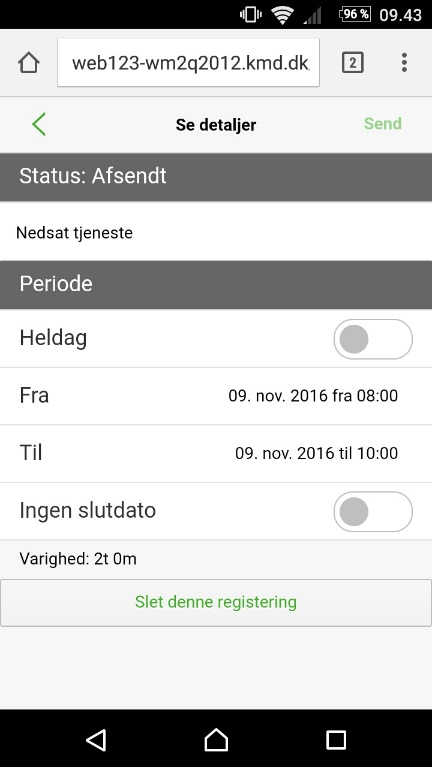 96 % 09.43
web123-wm2q2012.kmd.dk
2
Se detaljer Send
Status: Afsendt
Nedsat tjeneste
Periode
Heldag
Fra 09. nov. 2016 fra 08:00
Til 09. nov. 2016 til 10:00
Ingen slutdato
Varighed: 2t 0m
Slet denne registering